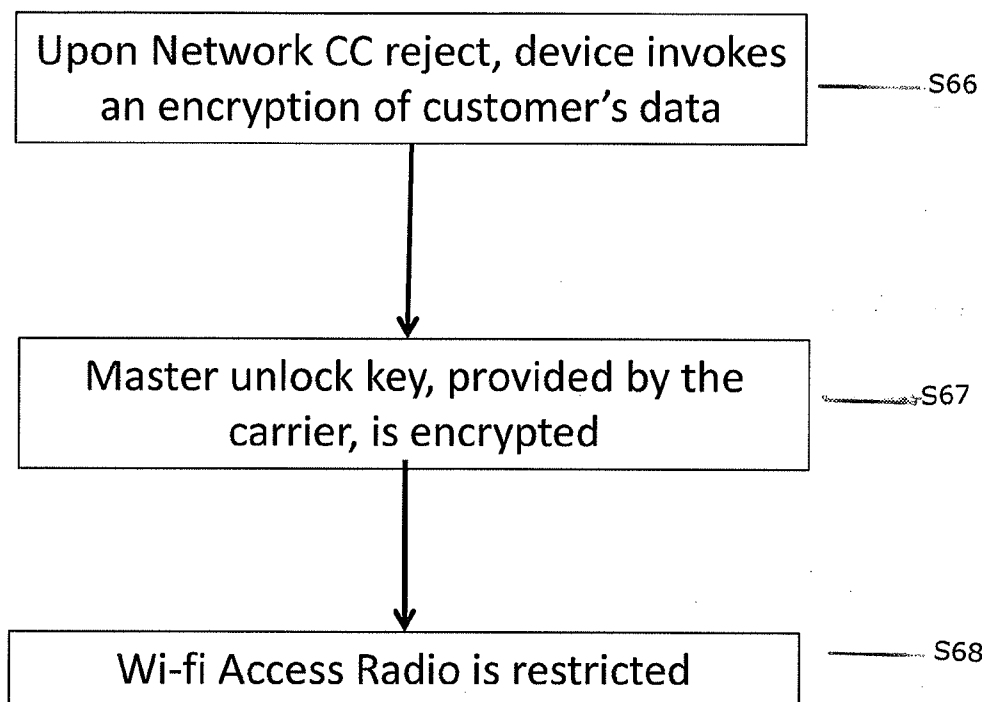 Upon Network CC reject, device invokes
an encryption of customer's data
S66
Master unlock key, provided by the
carrier, is encrypted
S67
Wi-fi Access Radio is restricted
S68